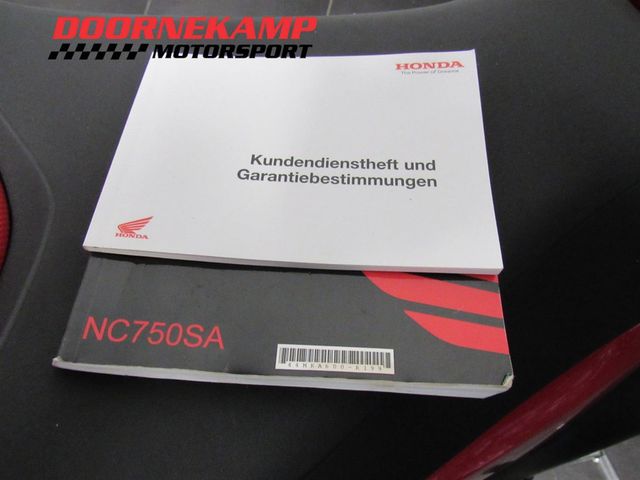 DOORNEKAMP
MOTORSPORT
HONDA
The Power of Dreams
Kundendienstheft und
Garantiebestimmungen
HONDA
NC750SA